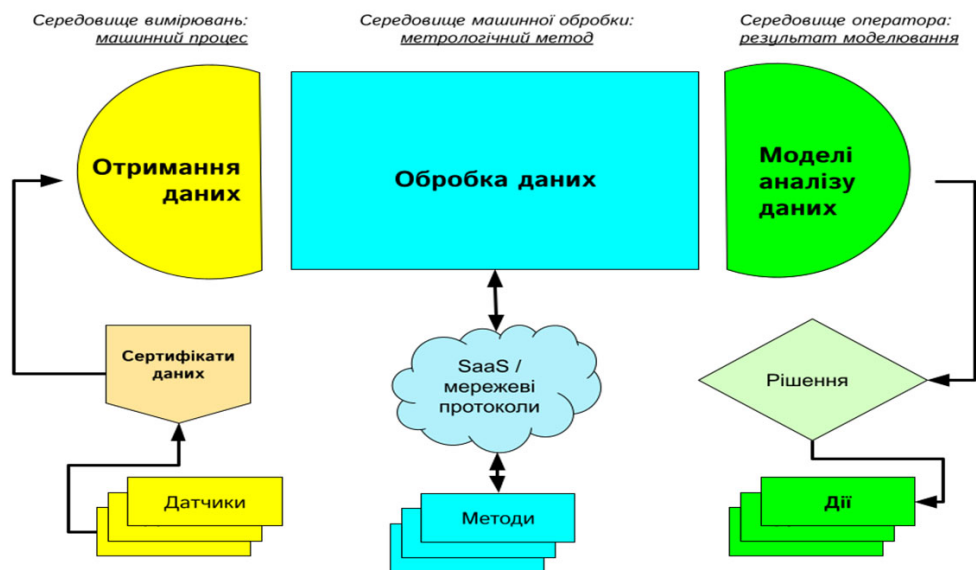 Середовище вимірювань:
машинний процес
Середовище машинної обробки:
метрологічний метод
Середовище оператора:
результат моделювання
Отримання
даних
Обробка даних
Моделі
аналізу
даних
Сертифікати
даних
SaaS /
мережеві
протоколи
Рішення
Датчики
Методи
Дії